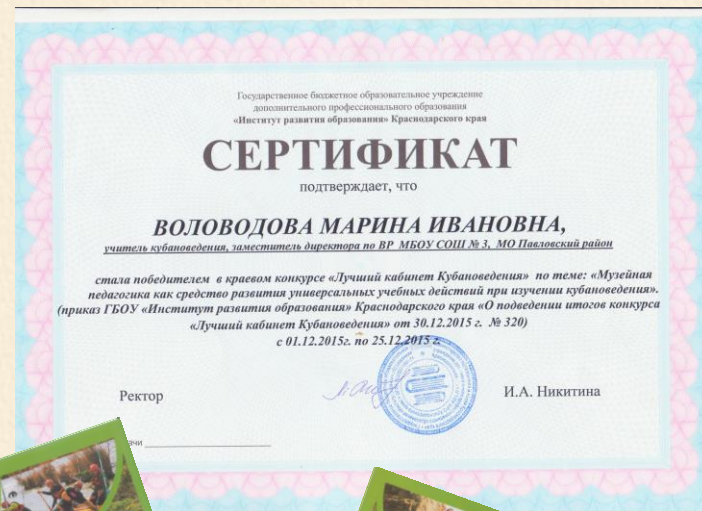 Государственное бюджетное образовательное учреждение
дополнительного профессионального образования
«Институт развития образования» Краснодарского края
СЕРТИФИКАТ
подтверждает, что
ВОЛОВОДОВА МАРИНА ИВАНОВНА,
учитель кубановедения, заместитель директора по ВР МБОУ СОШ № 3, МО Павловский район
стала победителем в краевом конкурсе «Лучший кабинет Кубановедения» по теме: «Музейная
педагогика как средство развития универсальных учебных действий при изучении кубановедения».
(приказ ГБОУ «Институт развития образования» Краснодарского края «О подведении итогов конкурса
«Лучший кабинет Кубановедения» от 30.12.2015 г. № 320)
с 01.12.2015г. по 25.12.2015 г.
Ректор
И.А. Никитина